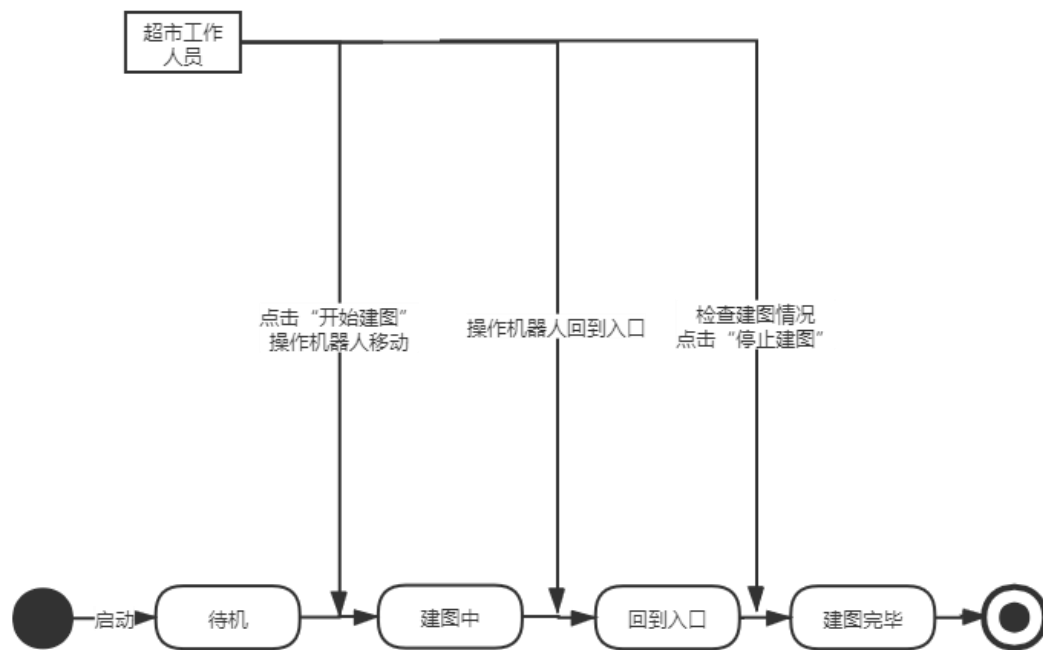 超市工作
人员
点击“开始建图”
操作机器人移动
操作机器人回到入口
检查建图情况
点击“停止建图”
启动
待机
建图中
回到入口
建图完毕